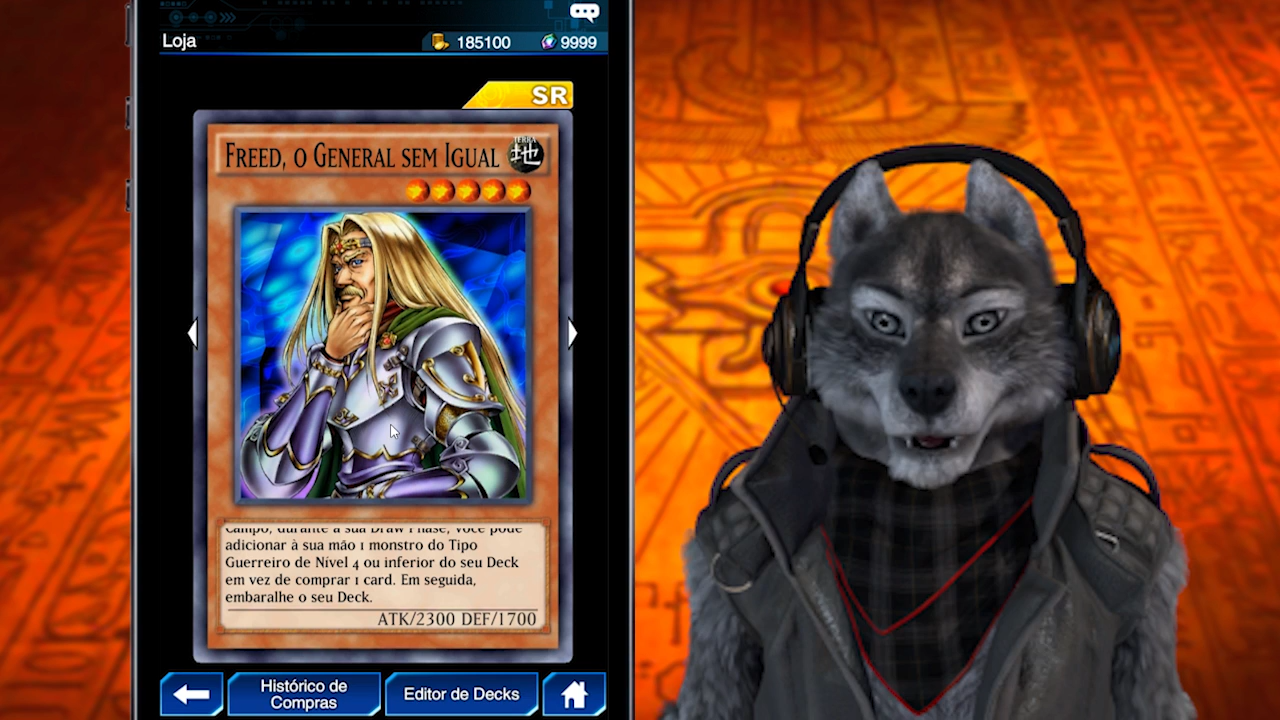 Loja
185100
9999
SR
Freed, o General sem Igual
TERRA
地
Campo, durante a sua Draw Phase, você pode
adicionar à sua mão 1 monstro do Tipo
Guerreiro de Nível 4 ou inferior do seu Deck
em vez de comprar 1 card. Em seguida,
embaralhe o seu Deck.
ATK/2300 DEF/1700
Histórico de
Compras
Editor de Decks